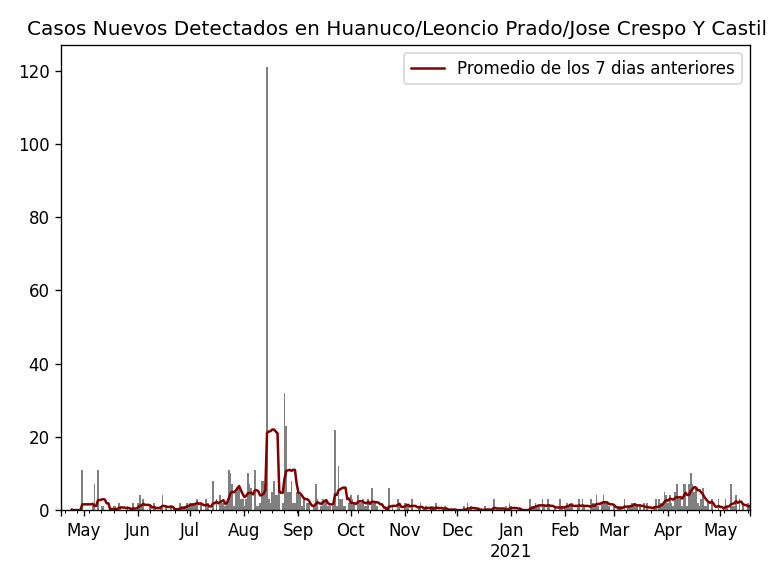 Casos Nuevos Detectados en Huanuco/Leoncio Prado/Jose Crespo Y Castil
Promedio de los 7 dias anteriores
120
100
80
60
40
20
0
May Jun Jul Aug Sep Oct Nov Dec Jan Feb Mar Apr May
2021